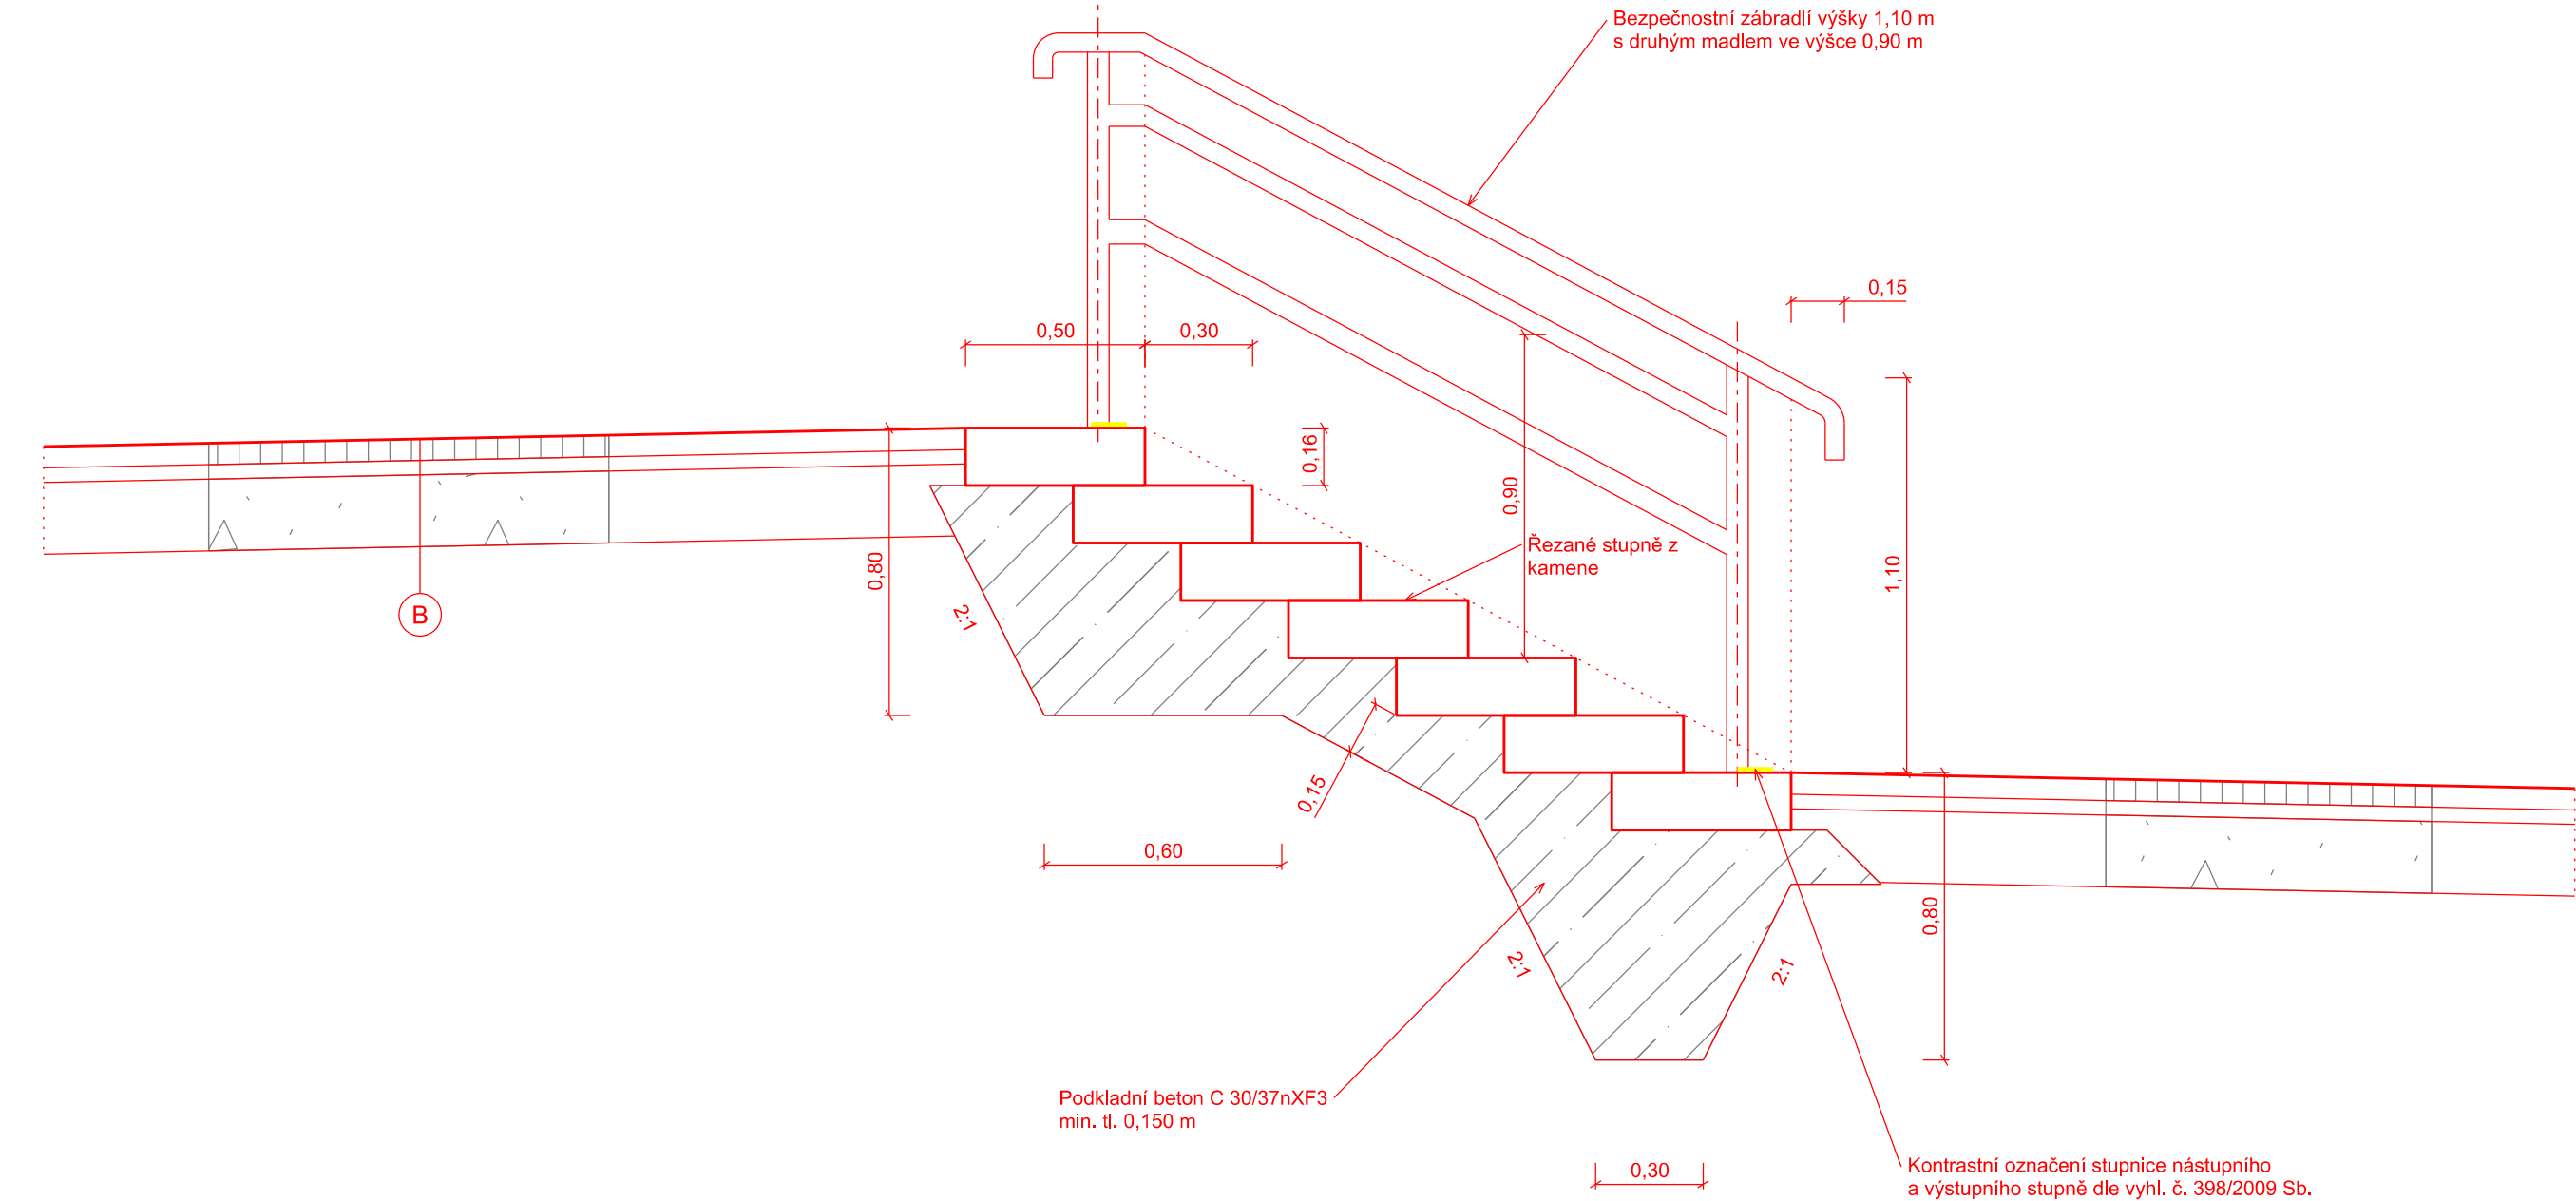 Bezpečnostní zábradlí výšky 1,10 m
s druhým madlem ve výšce 0,90 m
0,15
0,50
0,30
0,16
0,90
Řezané stupně z
kamene
0,80
1,10
B
2:1
0,15
0,60
0,80
2:1
2:1
Podkladní beton C 30/37nXF3
min. tl. 0,150 m
0,30
Kontrastní označení stupnice nástupního
a výstupního stupně dle vyhl. č. 398/2009 Sb.